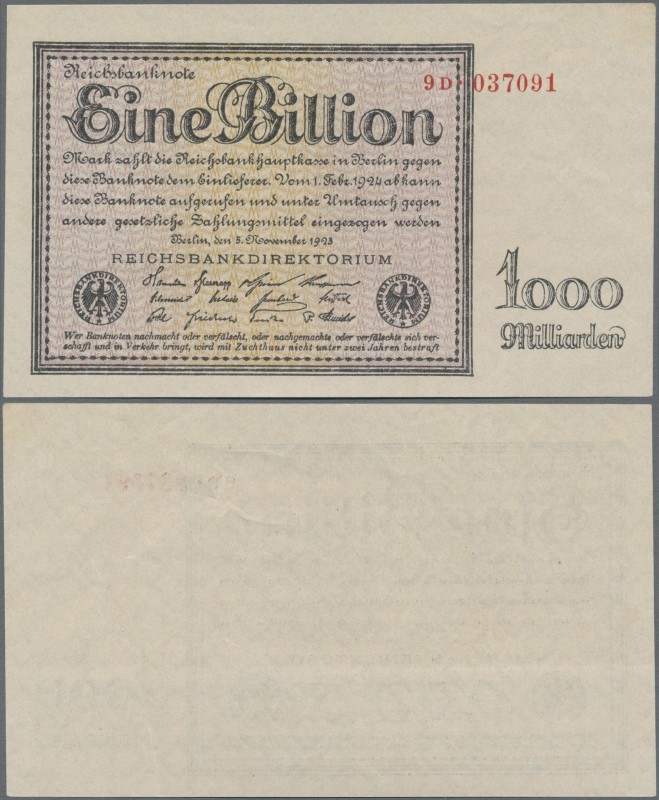 Reichsbanknote
9D· 037091
Eine Billion
Mark zahlt die Reichsbankhauptkasse in Berlin gegen
diese Banknote dem Einlieferer. Vom 1. Febr. 1924 ab kann
diese Banknote aufgerufen und unter Umtausch gegen
andere gesetzliche Zahlungsmittel eingezogen werden
Berlin, den 5. November 1923
REICHSBANKDIREKTORIUM
REICHSBANKDIREKTORIUM
REICHSBANKDIREKTORIUM
1000
Milliarden
Wer Banknoten nachmacht oder verfälscht, oder nachgemachte oder verfälschte sich ver-
schafft und in Verkehr bringt, wird mit Zuchthaus nicht unter zwei Jahren bestraft